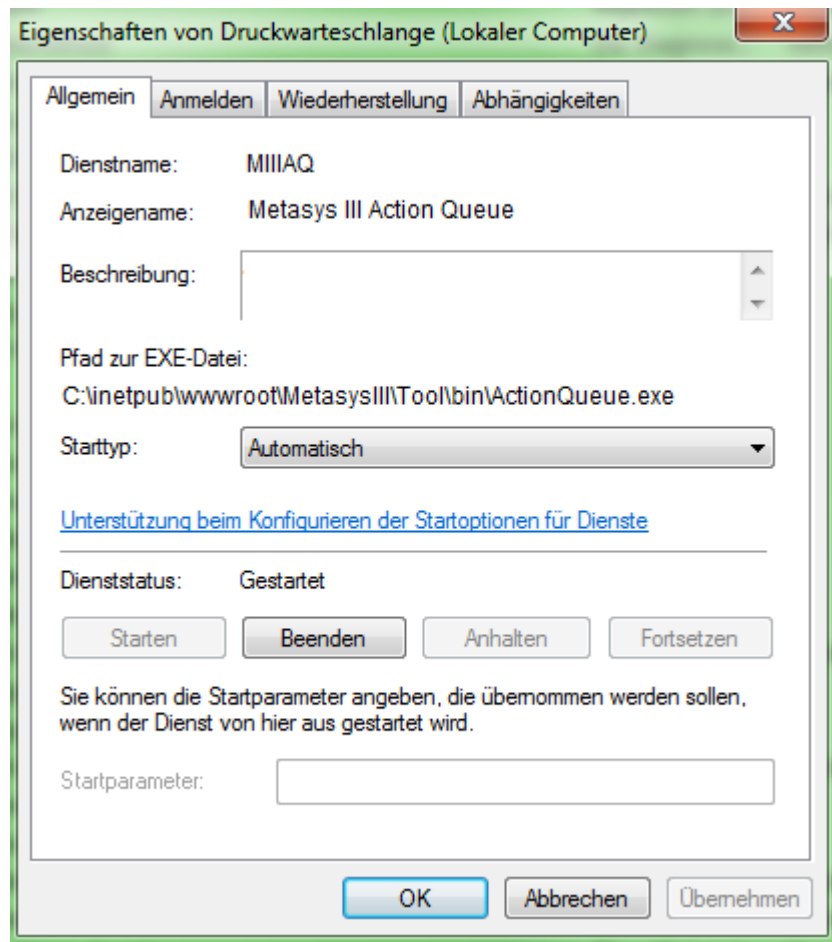 Eigenschaften von Druckwarteschlange (Lokaler Computer)
Allgemein Anmelden Wiederherstellung Abhängigkeiten
Dienstname: MIIIAQ
Anzeigename: Metasys III Action Queue
Beschreibung:
Pfad zur EXE-Datei:
C:\inetpub\wwwroot\MetasysIII\Tool\bin\ActionQueue.exe
Starttyp: Automatisch
Unterstützung beim Konfigurieren der Startoptionen für Dienste
Dienststatus: Gestartet
Starten Beenden Anhalten Fortsetzen
Sie können die Startparameter angeben, die übernommen werden sollen,
wenn der Dienst von hier aus gestartet wird.
Startparameter:
OK Abbrechen Übernehmen